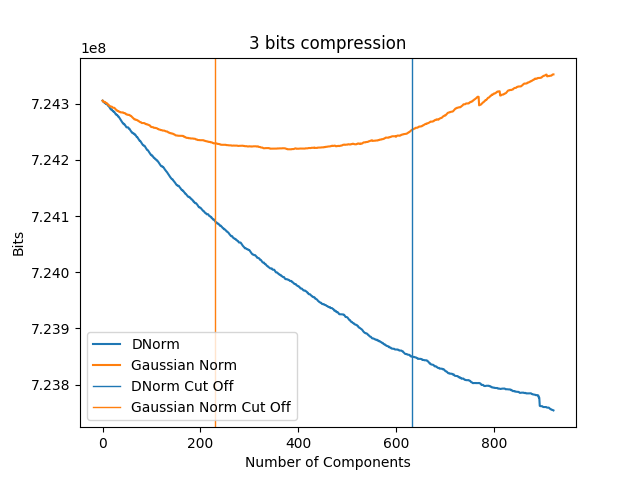 3 bits compression
1e8
7.243
7.242
7.241
7.240
7.239
7.238
Bits
DNorm
Gaussian Norm
DNorm Cut Off
Gaussian Norm Cut Off
0 200 400 600 800
Number of Components